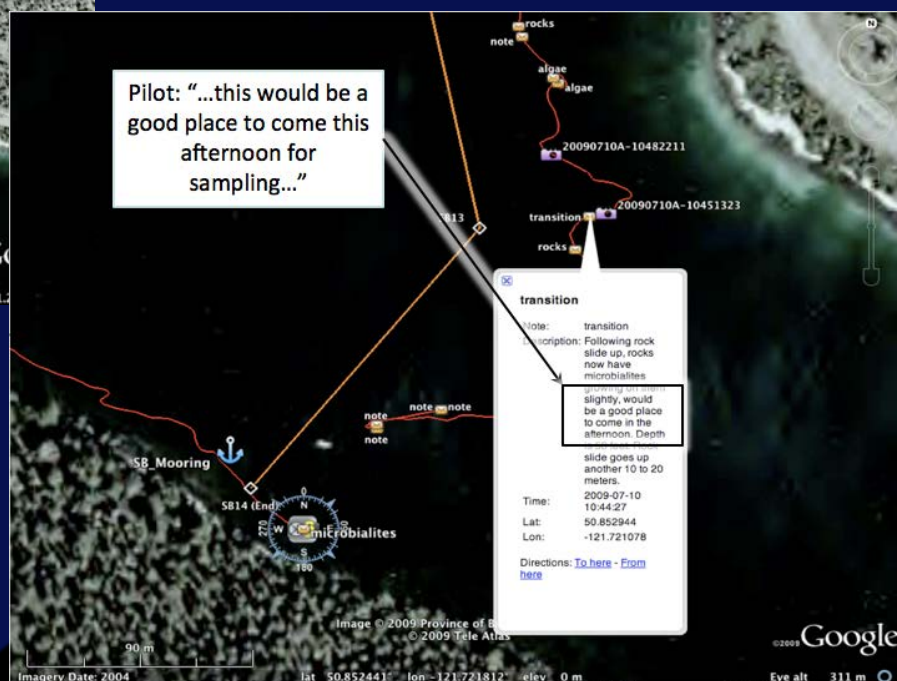 rocks
note
algae
algae
Pilot: “…this would be a
good place to come this
afternoon for
sampling…”
20090710A-10482211
20090710A-10451323
transition
rocks
transition
Note: transition
Description: Following rock
slide up, rocks
now have
microbialites
growing on them
slightly, would
be a good place
to come in the
afternoon. Depth
slide goes up
another 10 to 20
meters.
Time: 2009-07-10
10:44:27
Lat: 50.852944
Lon: -121.721078
Directions: To here - From
here
note note
note
note
SB_Mooring
SB14 (End)
0
N
270 W E
S
180
microbialites
Image © 2009 Province of
© 2009 Tele Atlas
90 m
©2009 Google
Imagery Date: 2004 lat 50.852441° lon -121.721812° elev 0 m Eye alt 311 m
N